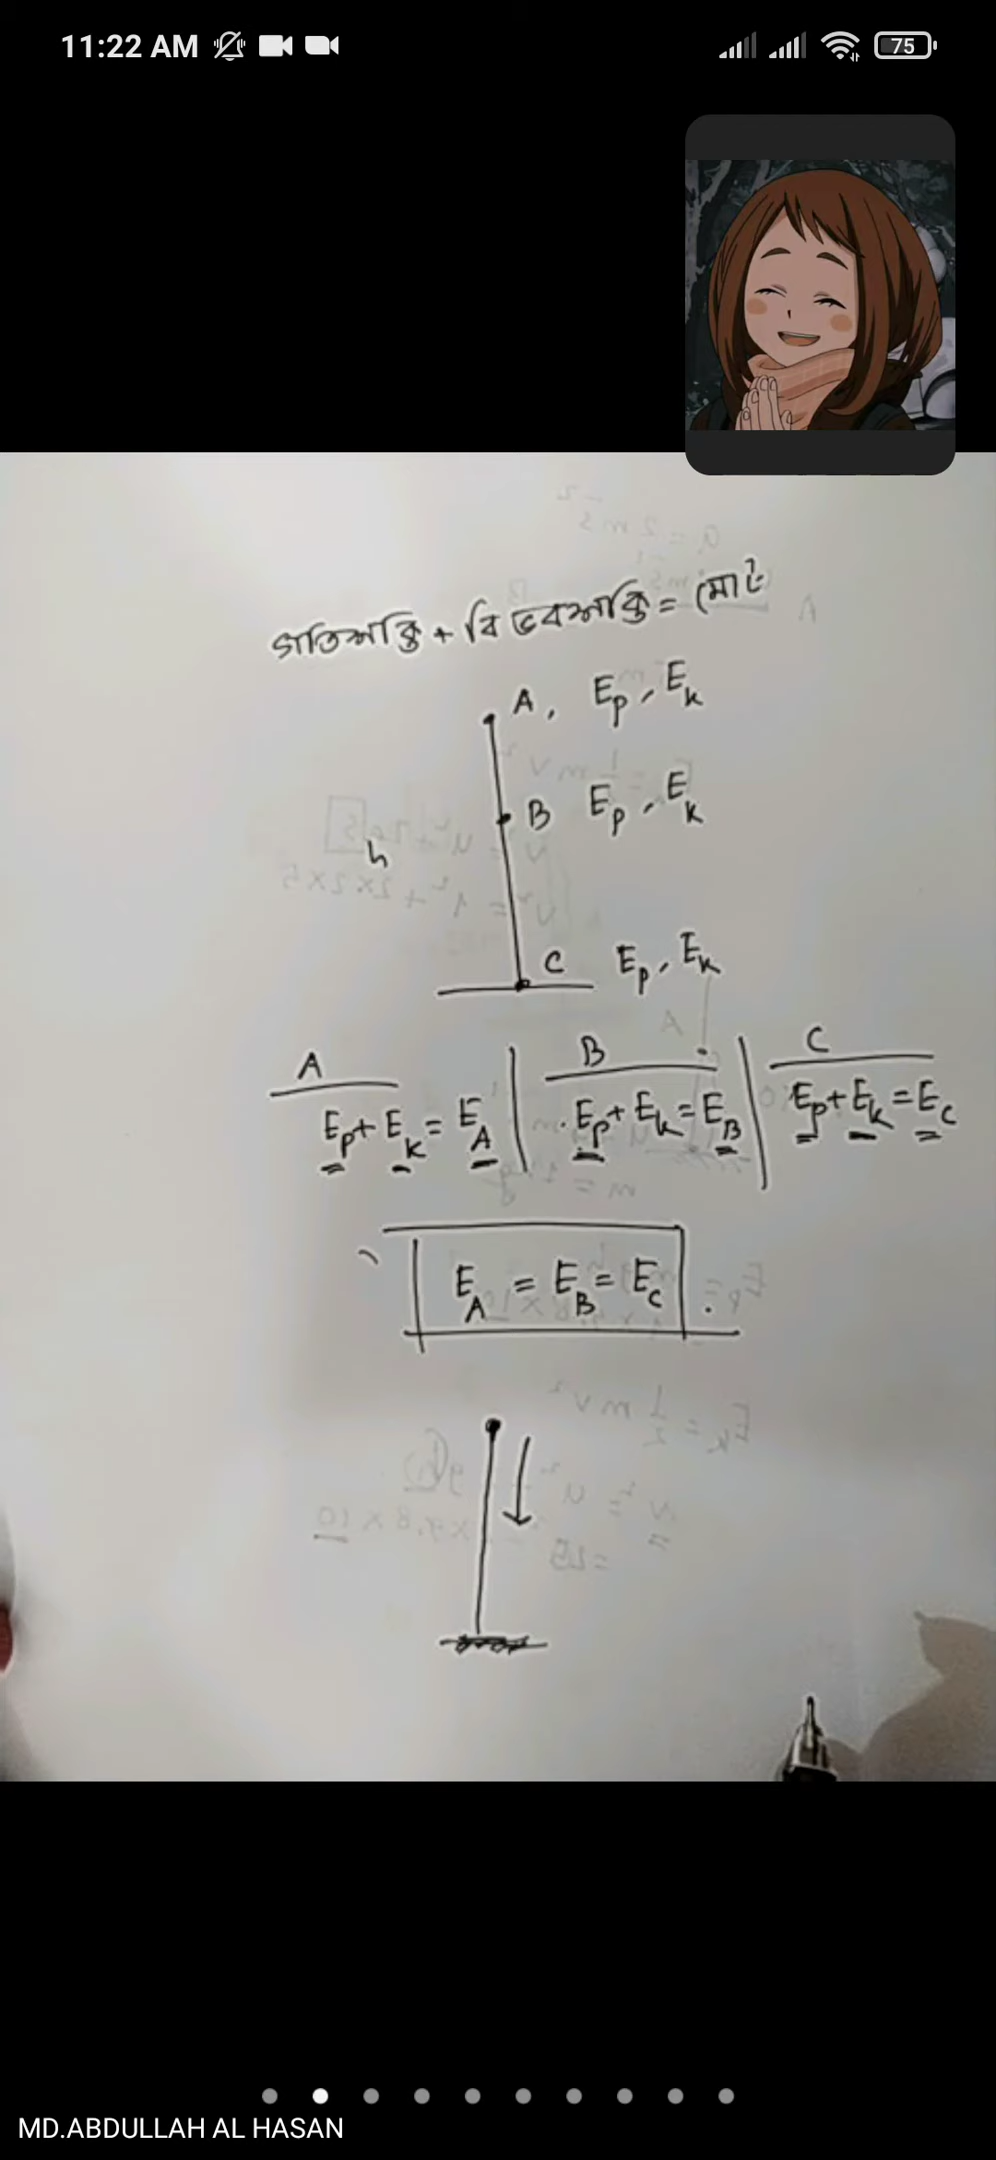 11:22 AM
75
গতিশক্তি + বিভবশক্তি = মোট
A, Ep, Ek
B Ep, Ek
h
C Ep, Ek
A
Ep + Ek = EA
B
Ep + Ek = EB
C
Ep + Ek = EC
EA = EB = EC
MD.ABDULLAH AL HASAN